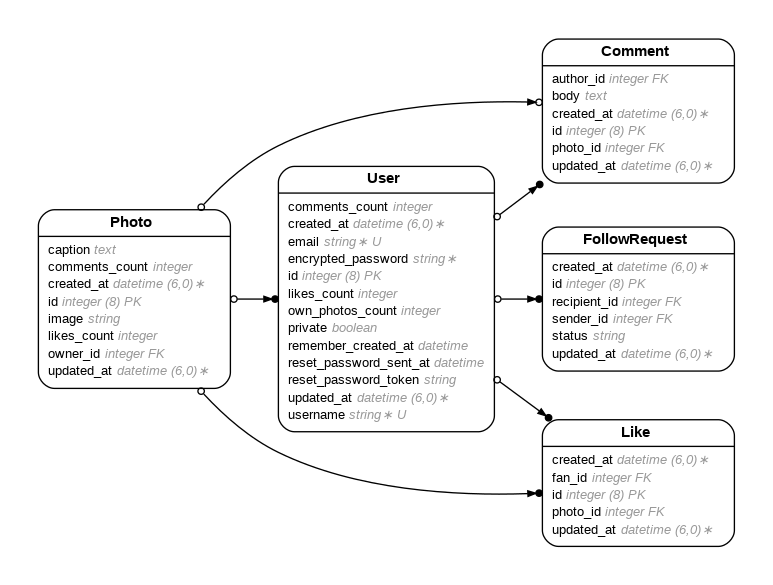 Photo
caption text
comments_count integer
created_at datetime (6,0)∗
id integer (8) PK
image string
likes_count integer
owner_id integer FK
updated_at datetime (6,0)∗
User
comments_count integer
created_at datetime (6,0)∗
email string∗ U
encrypted_password string∗
id integer (8) PK
likes_count integer
own_photos_count integer
private boolean
remember_created_at datetime
reset_password_sent_at datetime
reset_password_token string
updated_at datetime (6,0)∗
username string∗ U
Comment
author_id integer FK
body text
created_at datetime (6,0)∗
id integer (8) PK
photo_id integer FK
updated_at datetime (6,0)∗
FollowRequest
created_at datetime (6,0)∗
id integer (8) PK
recipient_id integer FK
sender_id integer FK
status string
updated_at datetime (6,0)∗
Like
created_at datetime (6,0)∗
fan_id integer FK
id integer (8) PK
photo_id integer FK
updated_at datetime (6,0)∗